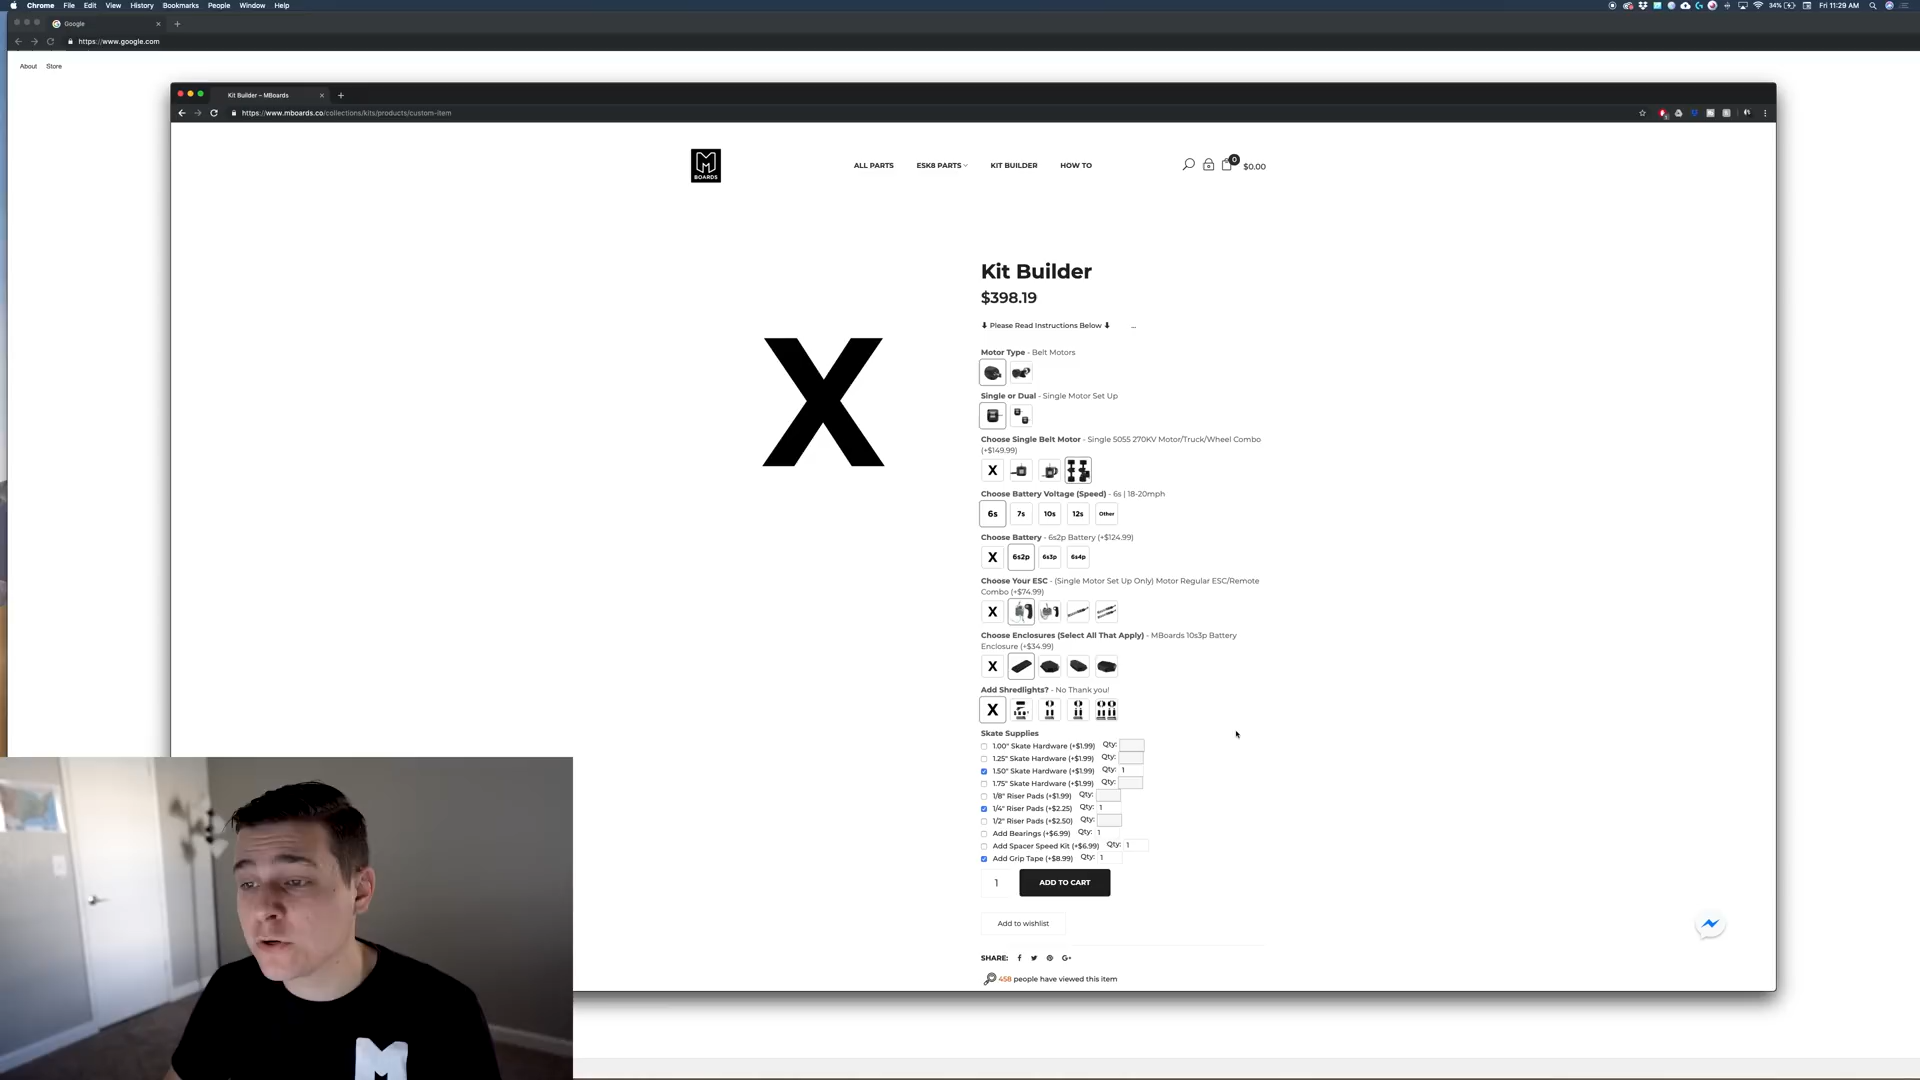 Chrome File Edit View History Bookmarks People Window Help
34% Fri 11:29 AM
Google
https://www.google.com
About Store
Kit Builder – MBoards
https://www.mboards.co/collections/kits/products/custom-item
M
BOARDS
ALL PARTS ESK8 PARTS KIT BUILDER HOW TO
0 $0.00
X
Kit Builder
$398.19
⬇ Please Read Instructions Below ⬇ ...
Motor Type - Belt Motors
Single or Dual - Single Motor Set Up
Choose Single Belt Motor - Single 5055 270KV Motor/Truck/Wheel Combo
(+$149.99)
X
Choose Battery Voltage (Speed) - 6s | 18-20mph
6s 7s 10s 12s Other
Choose Battery - 6s2p Battery (+$124.99)
X 6s2p 6s3p 6s4p
Choose Your ESC - (Single Motor Set Up Only) Motor Regular ESC/Remote
Combo (+$74.99)
X
Choose Enclosures (Select All That Apply) - MBoards 10s3p Battery
Enclosure (+$34.99)
X
Add Shredlights? - No Thank you!
X
Skate Supplies
1.00" Skate Hardware (+$1.99) Qty:
1.25" Skate Hardware (+$1.99) Qty:
1.50" Skate Hardware (+$1.99) Qty: 1
1.75" Skate Hardware (+$1.99) Qty:
1/8" Riser Pads (+$1.99) Qty:
1/4" Riser Pads (+$2.25) Qty: 1
1/2" Riser Pads (+$2.50) Qty:
Add Bearings (+$6.99) Qty: 1
Add Spacer Speed Kit (+$6.99) Qty: 1
Add Grip Tape (+$8.99) Qty: 1
1 ADD TO CART
Add to wishlist
SHARE: G+
458 people have viewed this item
M